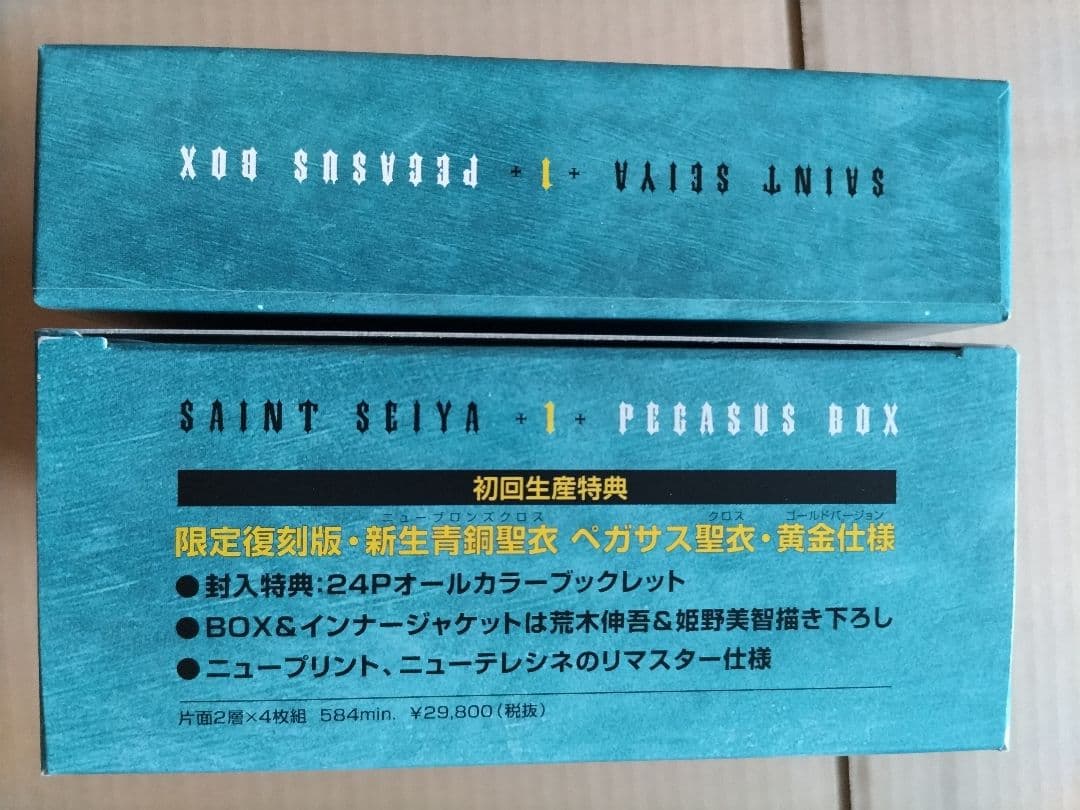 SAINT SEIYA +1+ PEGASUS BOX
SAINT SEIYA +1+ PEGASUS BOX
初回生産特典
ニューブロンズクロス クロス ゴールドバージョン
限定復刻版・新生青銅聖衣 ペガサス聖衣・黄金仕様
●封入特典:24Pオールカラーブックレット
●BOX&インナージャケットは荒木伸吾&姫野美智描き下ろし
●ニュープリント、ニューテレシネのリマスター仕様
片面2層×4枚組 584min. ¥29,800(税抜)